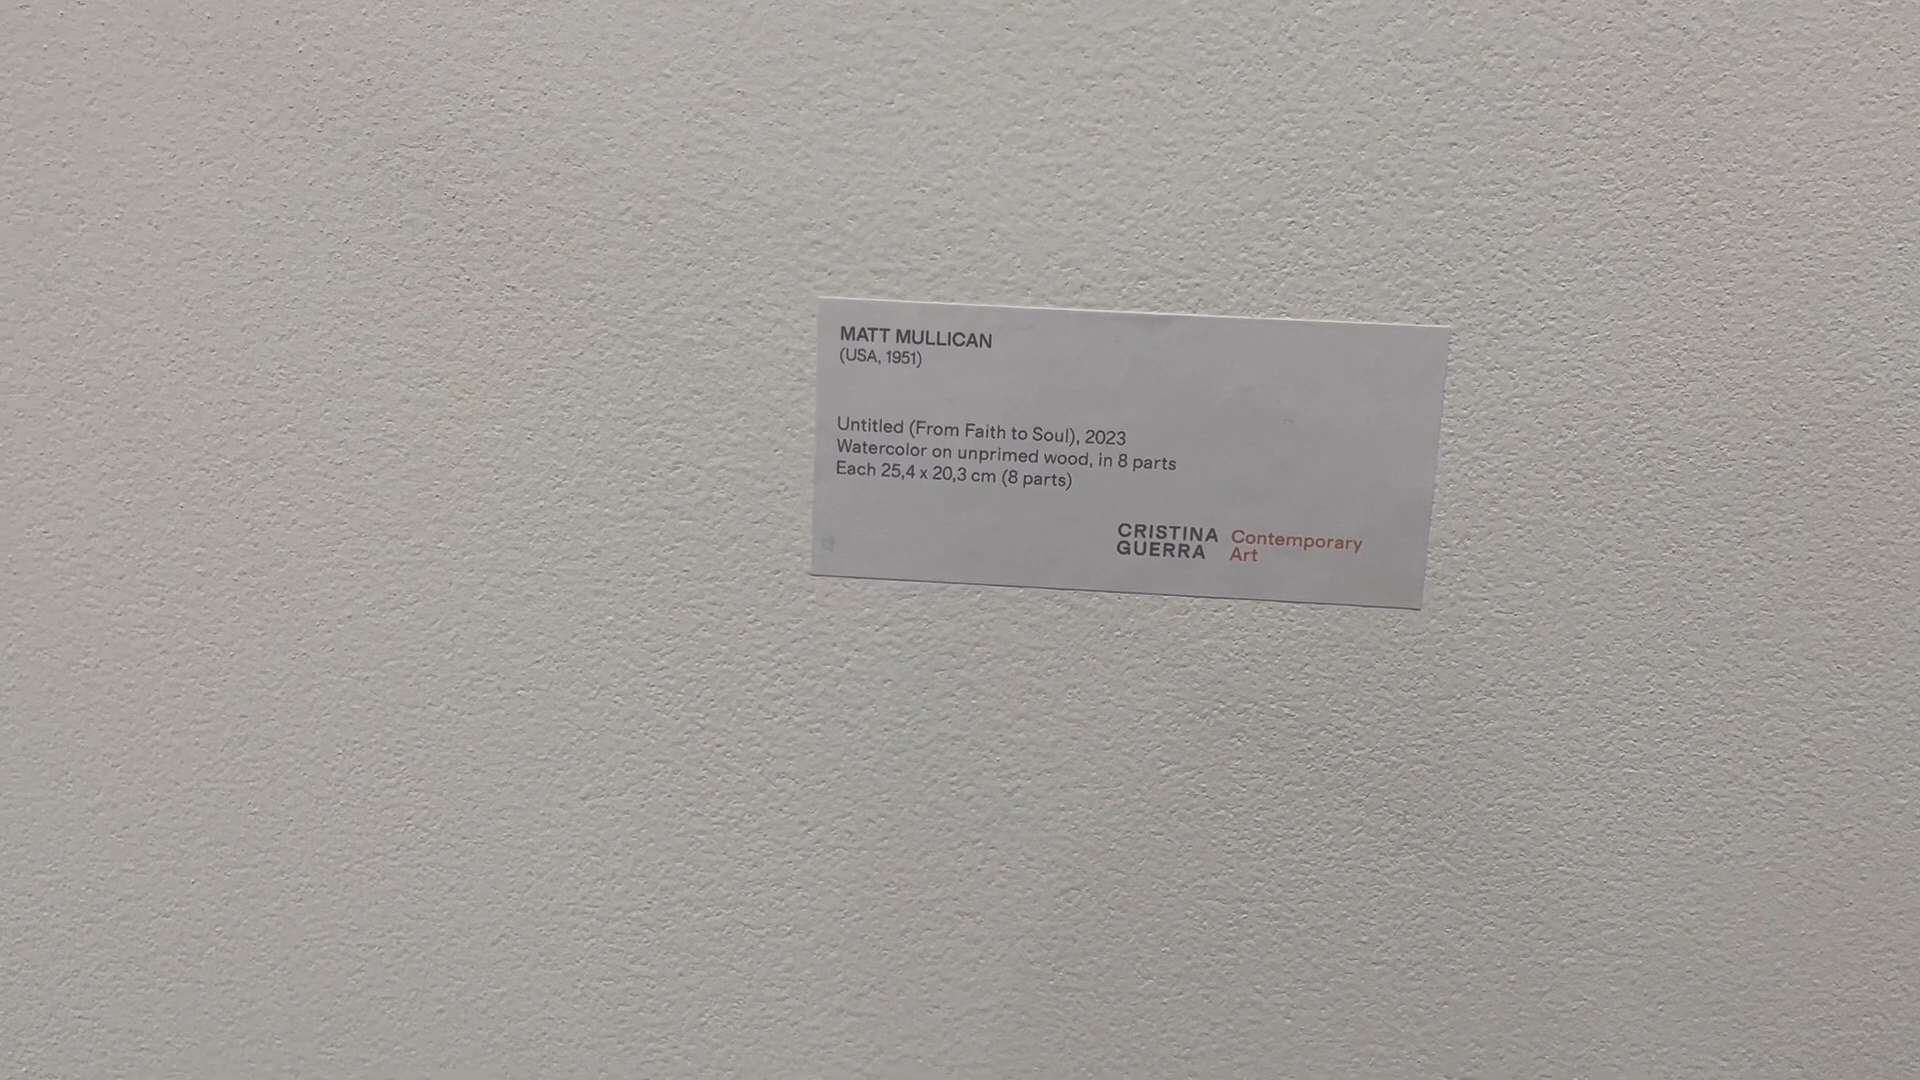 MATT MULLICAN
(USA, 1951)
Untitled (From Faith to Soul), 2023
Watercolor on unprimed wood, in 8 parts
Each 25,4 x 20,3 cm (8 parts)
CRISTINA Contemporary
GUERRA Art